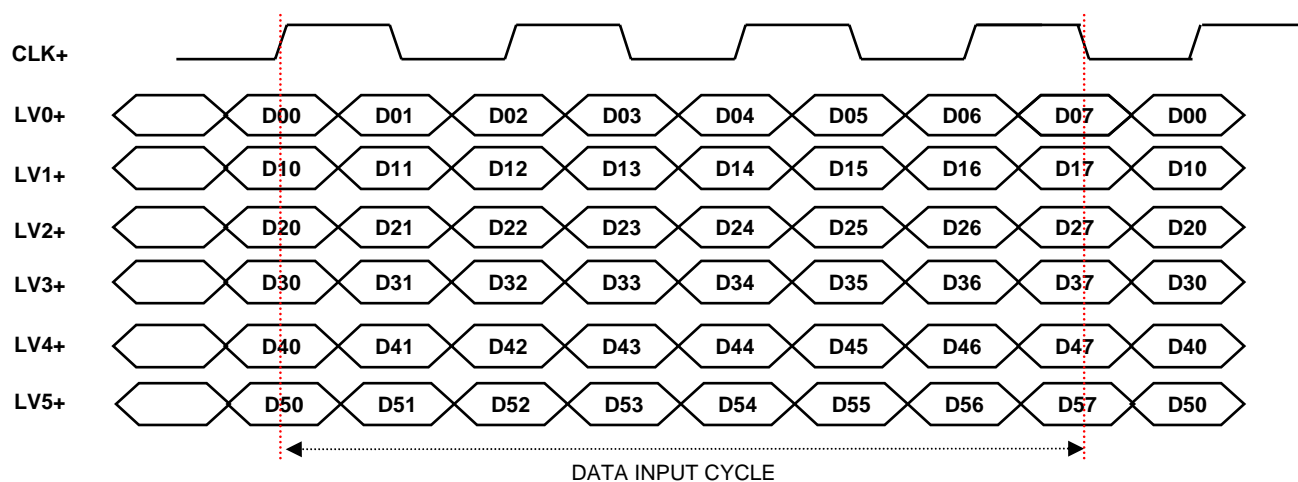 CLK+
LV0+ D00 D01 D02 D03 D04 D05 D06 D07 D00
LV1+ D10 D11 D12 D13 D14 D15 D16 D17 D10
LV2+ D20 D21 D22 D23 D24 D25 D26 D27 D20
LV3+ D30 D31 D32 D33 D34 D35 D36 D37 D30
LV4+ D40 D41 D42 D43 D44 D45 D46 D47 D40
LV5+ D50 D51 D52 D53 D54 D55 D56 D57 D50
DATA INPUT CYCLE